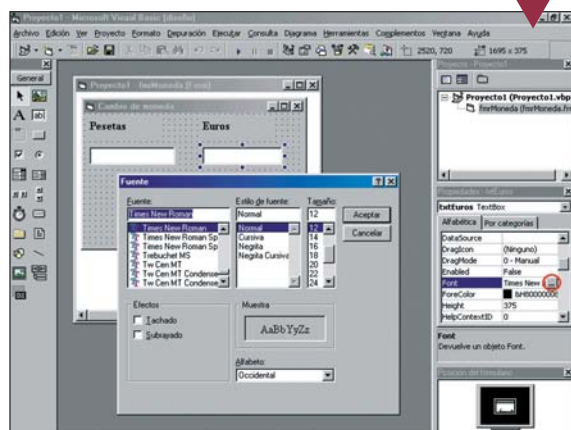 Proyecto1 - Microsoft Visual Basic [diseño]
Archivo Edición Ver Proyecto Formato Depuración Ejecutar Consulta Diagrama Herramientas Complementos Ventana Ayuda
2520, 720 1695 x 375
General
Proyecto1 - fmrMoneda (Form)
Cambio de moneda
Pesetas Euros
Proyecto - Proyecto1
Proyecto1 (Proyecto1.vbp
fmrMoneda (fmrMoneda.fr
Fuente
Fuente: Estilo de fuente: Tamaño:
Times New Roman Normal 12 Aceptar
Times New Roman Normal 12
Times New Roman Sp Cursiva 14
Times New Roman Sp Negrita 16
Trebuchet MS Negrita Cursiva 18
Tw Cen MT 20
Tw Cen MT Condense 22
Tw Cen MT Condense 24
Cancelar
Efectos
Tachado
Subrayado
Muestra
AaBbYyZz
Alfabeto:
Occidental
Propiedades - txtEuros
txtEuros TextBox
Alfabética Por categorías
DataSource
DragIcon (Ninguno)
DragMode 0 - Manual
Enabled False
Font Times New
ForeColor
Height 375
HelpContextID 0
Font
Devuelve un objeto Font.
Posición del formulario